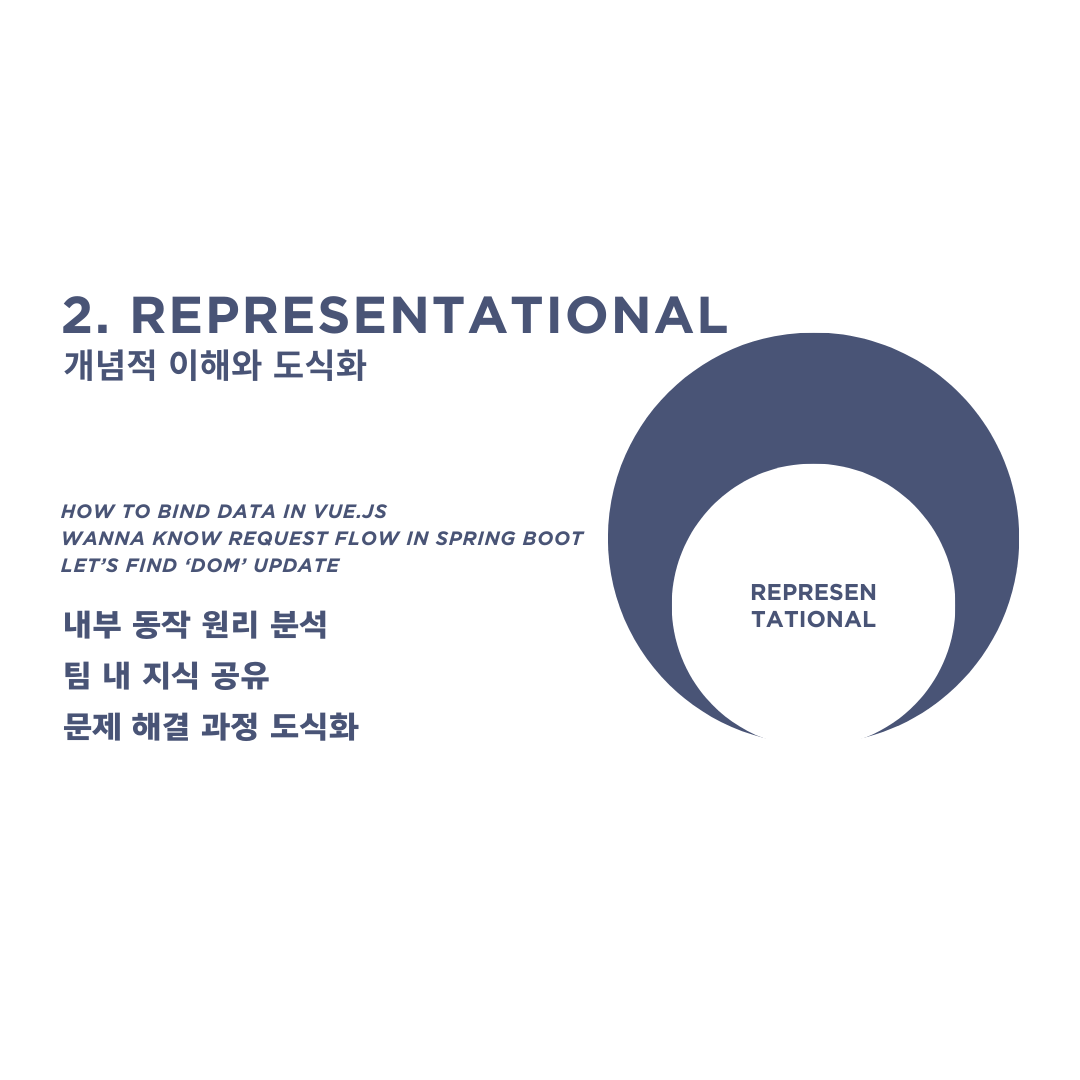 2. REPRESENTATIONAL
개념적 이해와 도식화
HOW TO BIND DATA IN VUE.JS
WANNA KNOW REQUEST FLOW IN SPRING BOOT
LET’S FIND ‘DOM’ UPDATE
내부 동작 원리 분석
팀 내 지식 공유
문제 해결 과정 도식화
REPRESEN
TATIONAL